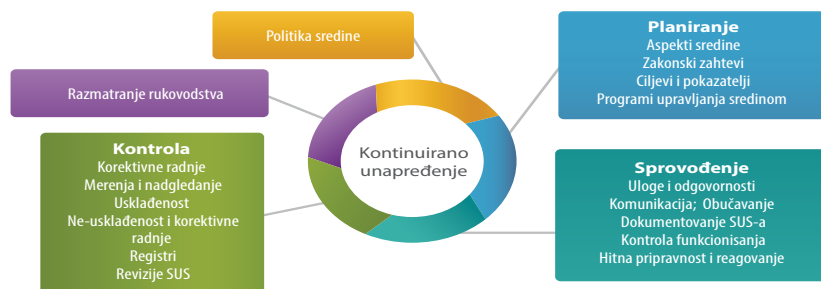 Politika sredine
Planiranje
Aspekti sredine
Zakonski zahtevi
Ciljevi i pokazatelji
Programi upravljanja sredinom
Razmatranje rukovodstva
Kontinuirano
unapređenje
Kontrola
Korektivne radnje
Merenja i nadgledanje
Usklađenost
Ne-usklađenost i korektivne
radnje
Registri
Revizije SUS
Sprovođenje
Uloge i odgovornosti
Komunikacija; Obučavanje
Dokumentovanje SUS-a
Kontrola funkcionisanja
Hitna pripravnost i reagovanje